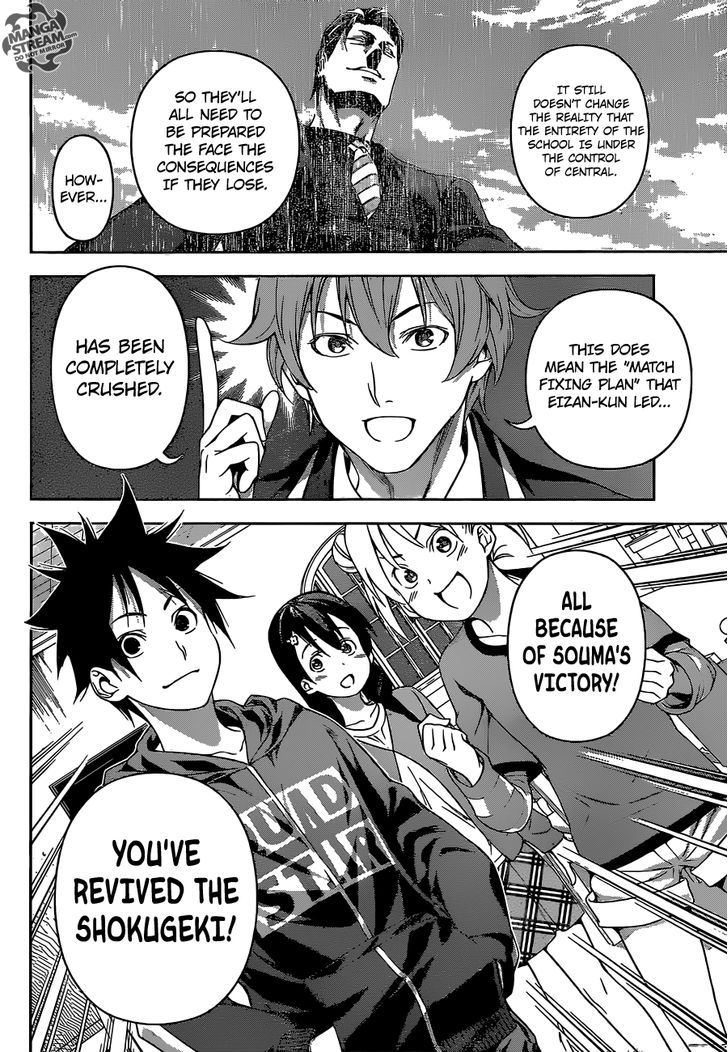 MANGA
STREAM.com
DO NOT MIRROR
IT STILL
DOESN'T CHANGE
THE REALITY THAT
THE ENTIRETY OF THE
SCHOOL IS UNDER
THE CONTROL
OF CENTRAL.
SO THEY'LL
ALL NEED TO
BE PREPARED
THE FACE THE
CONSEQUENCES
IF THEY LOSE.
HOW-
EVER...
THIS DOES
MEAN THE "MATCH
FIXING PLAN" THAT
EIZAN-KUN LED...
HAS BEEN
COMPLETELY
CRUSHED.
ALL
BECAUSE
OF SOUMA'S
VICTORY!
YOU'VE
REVIVED THE
SHOKUGEKI!
STAR